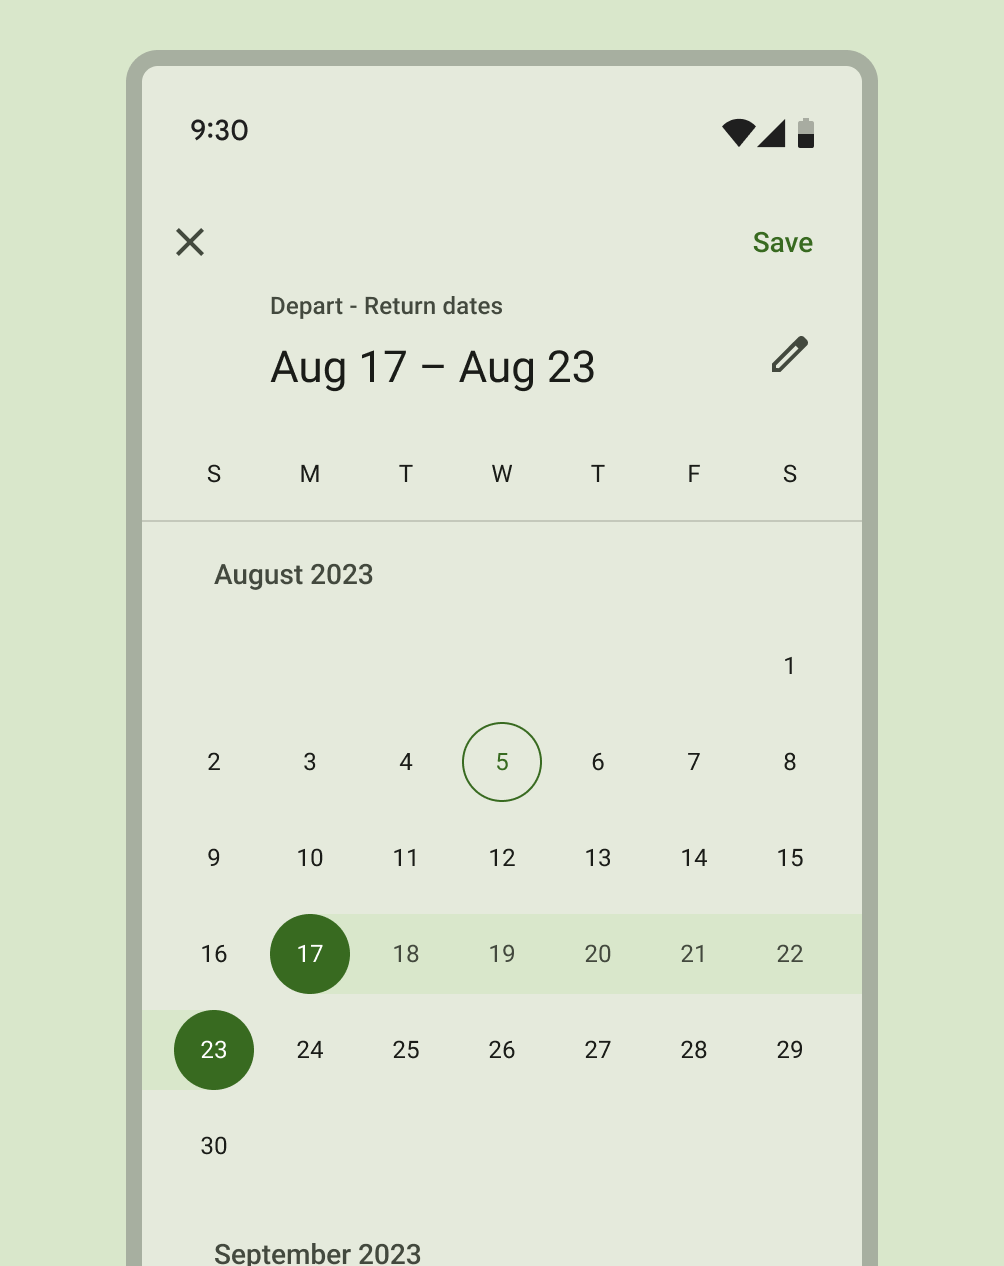 9:30
Save
Depart - Return dates
Aug 17 – Aug 23
S M T W T F S
August 2023
1
2 3 4 5 6 7 8
9 10 11 12 13 14 15
16 17 18 19 20 21 22
23 24 25 26 27 28 29
30
September 2023